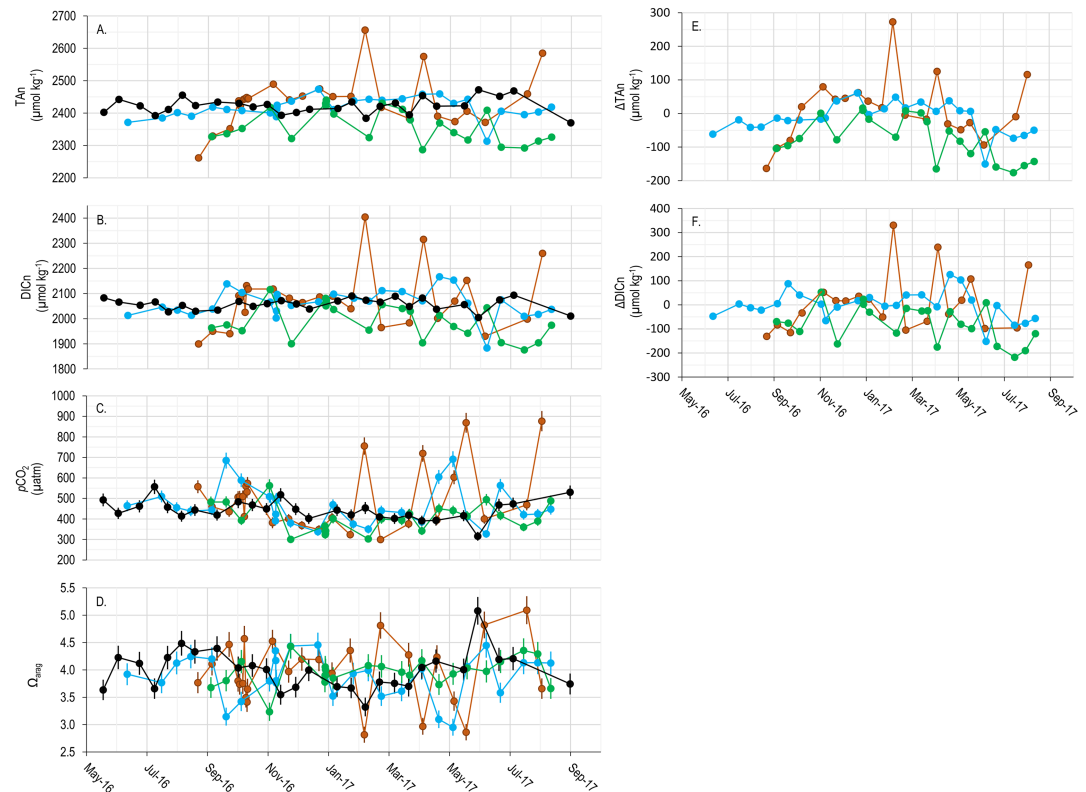 A.
TAn
(µmol kg⁻¹)
2700
2600
2500
2400
2300
2200
B.
DICn
(µmol kg⁻¹)
2400
2300
2200
2100
2000
1900
1800
C.
pCO₂
(µatm)
1000
900
800
700
600
500
400
300
200
D.
Ωarag
5.5
5.0
4.5
4.0
3.5
3.0
2.5
May-16
Jul-16
Sep-16
Nov-16
Jan-17
Mar-17
May-17
Jul-17
Sep-17
E.
ΔTAn
(µmol kg⁻¹)
300
200
100
0
-100
-200
F.
ΔDICn
(µmol kg⁻¹)
400
300
200
100
0
-100
-200
-300
May-16
Jul-16
Sep-16
Nov-16
Jan-17
Mar-17
May-17
Jul-17
Sep-17